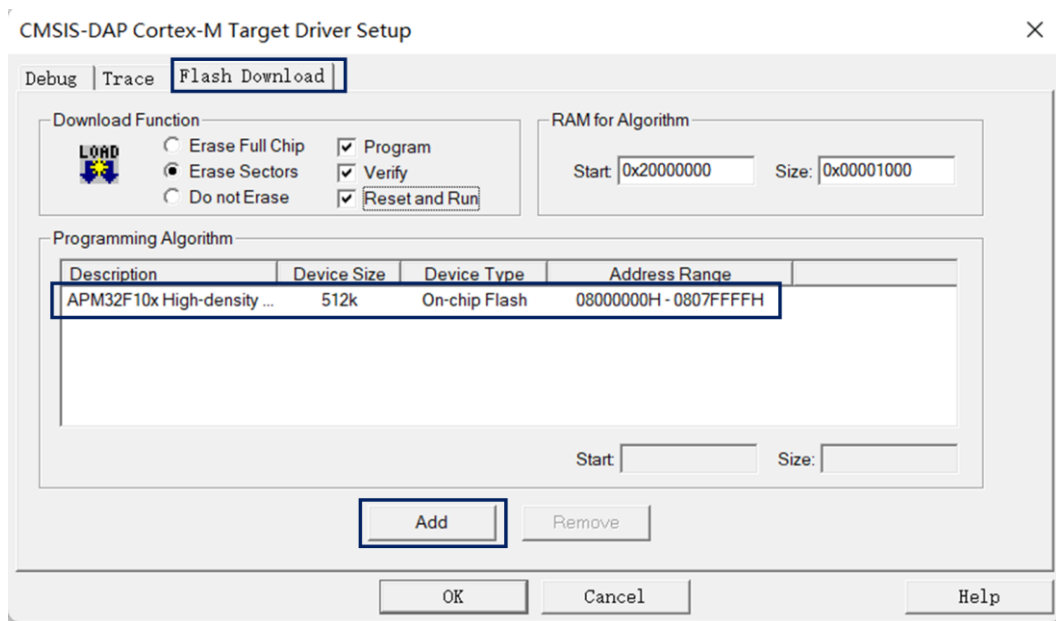 CMSIS-DAP Cortex-M Target Driver Setup
Debug Trace Flash Download
Download Function
LOAD
Erase Full Chip
Erase Sectors
Do not Erase
Program
Verify
Reset and Run
RAM for Algorithm
Start: 0x20000000 Size: 0x00001000
Programming Algorithm
Description Device Size Device Type Address Range
APM32F10x High-density ... 512k On-chip Flash 08000000H - 0807FFFFH
Start: Size:
Add Remove
OK Cancel Help